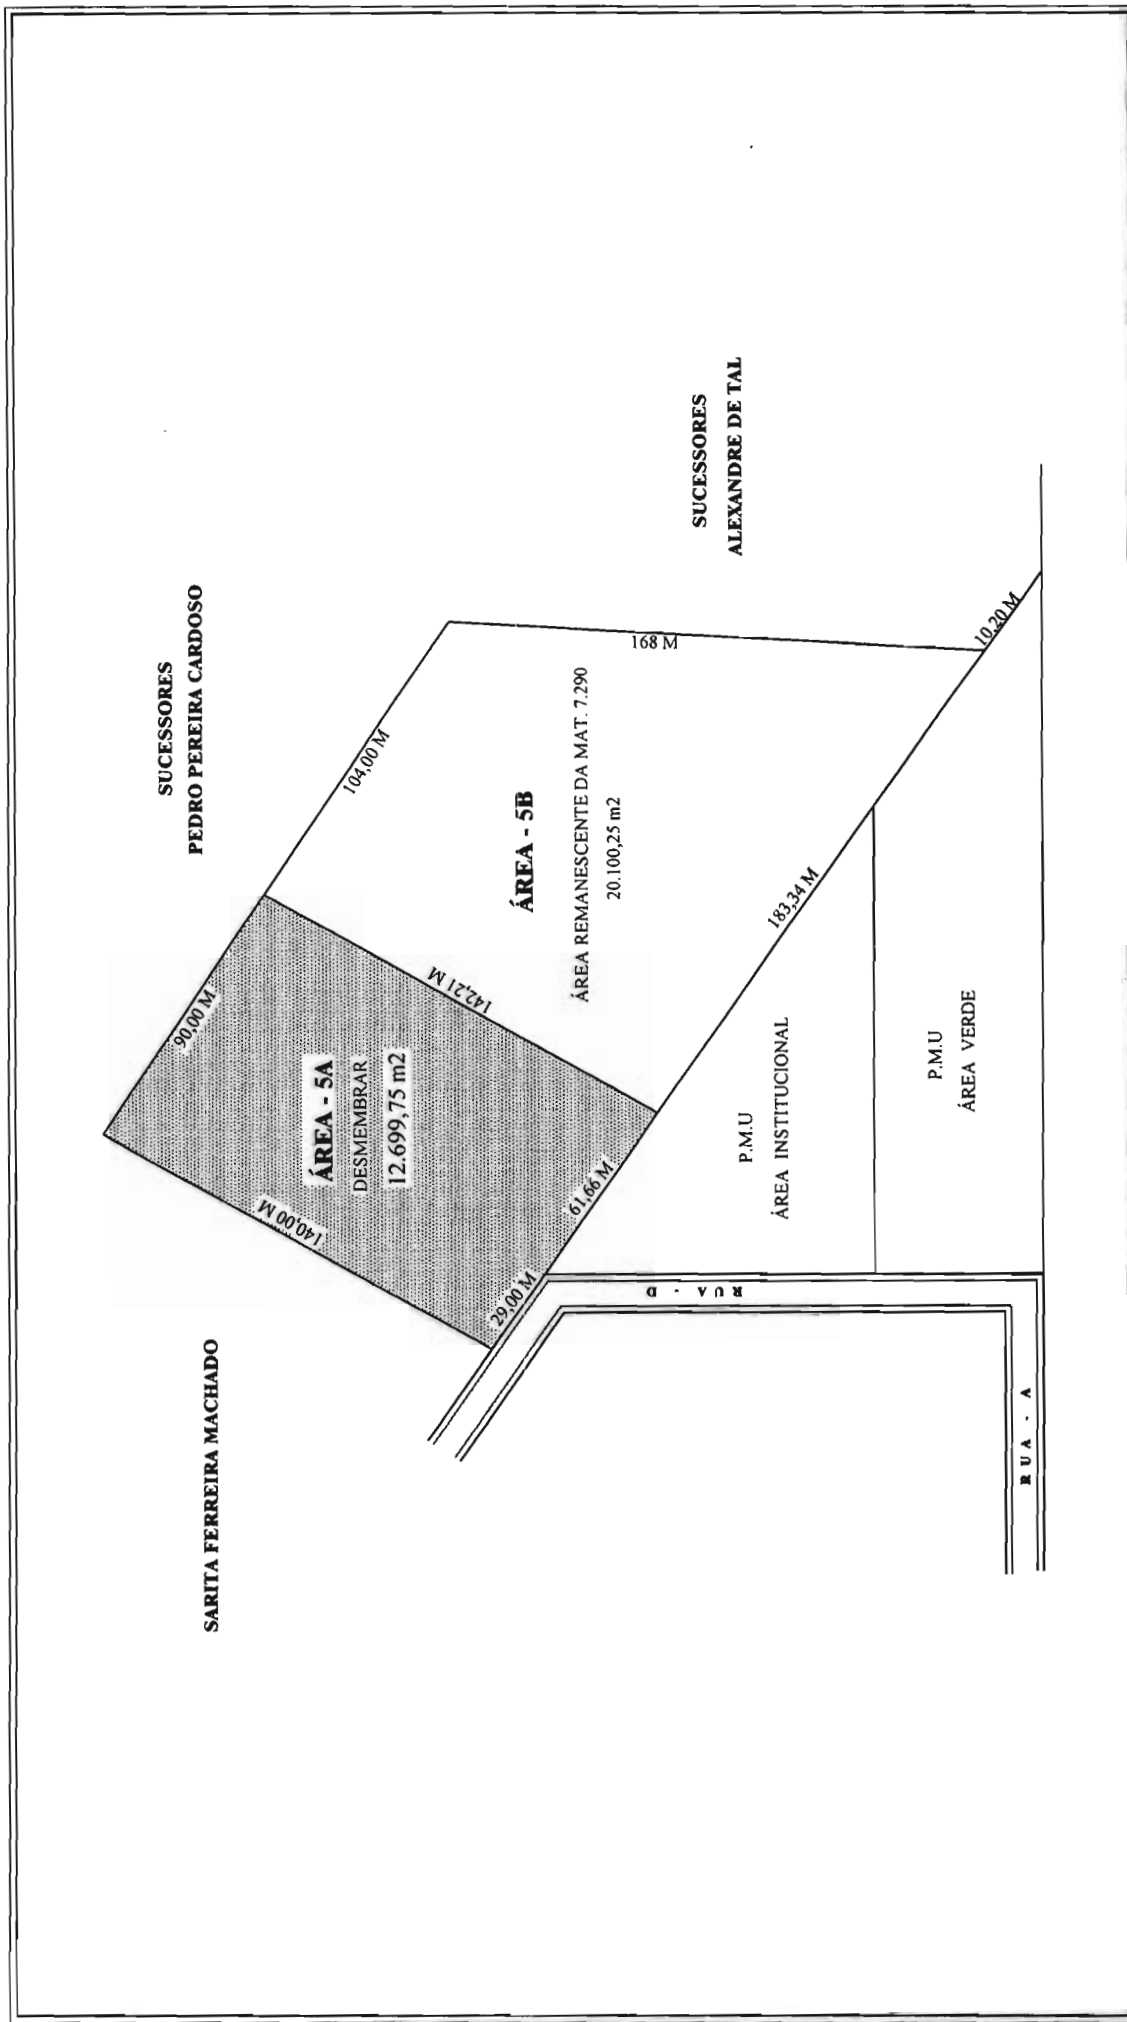 SUCESSORES
PEDRO PEREIRA CARDOSO
SARITA FERREIRA MACHADO
SUCESSORES
ALEXANDRE DE TAL
90,00 M
104,00 M
140,00 M
ÁREA - 5A
DESMEMBRAR
12.699,75 m2
142,21 M
ÁREA - 5B
ÁREA REMANESCENTE DA MAT. 7.290
20.100,25 m2
168 M
29,00 M
61,66 M
183,34 M
10,20 M
RUA - D
P.M.U
ÁREA INSTITUCIONAL
P.M.U
ÁREA VERDE
RUA - A